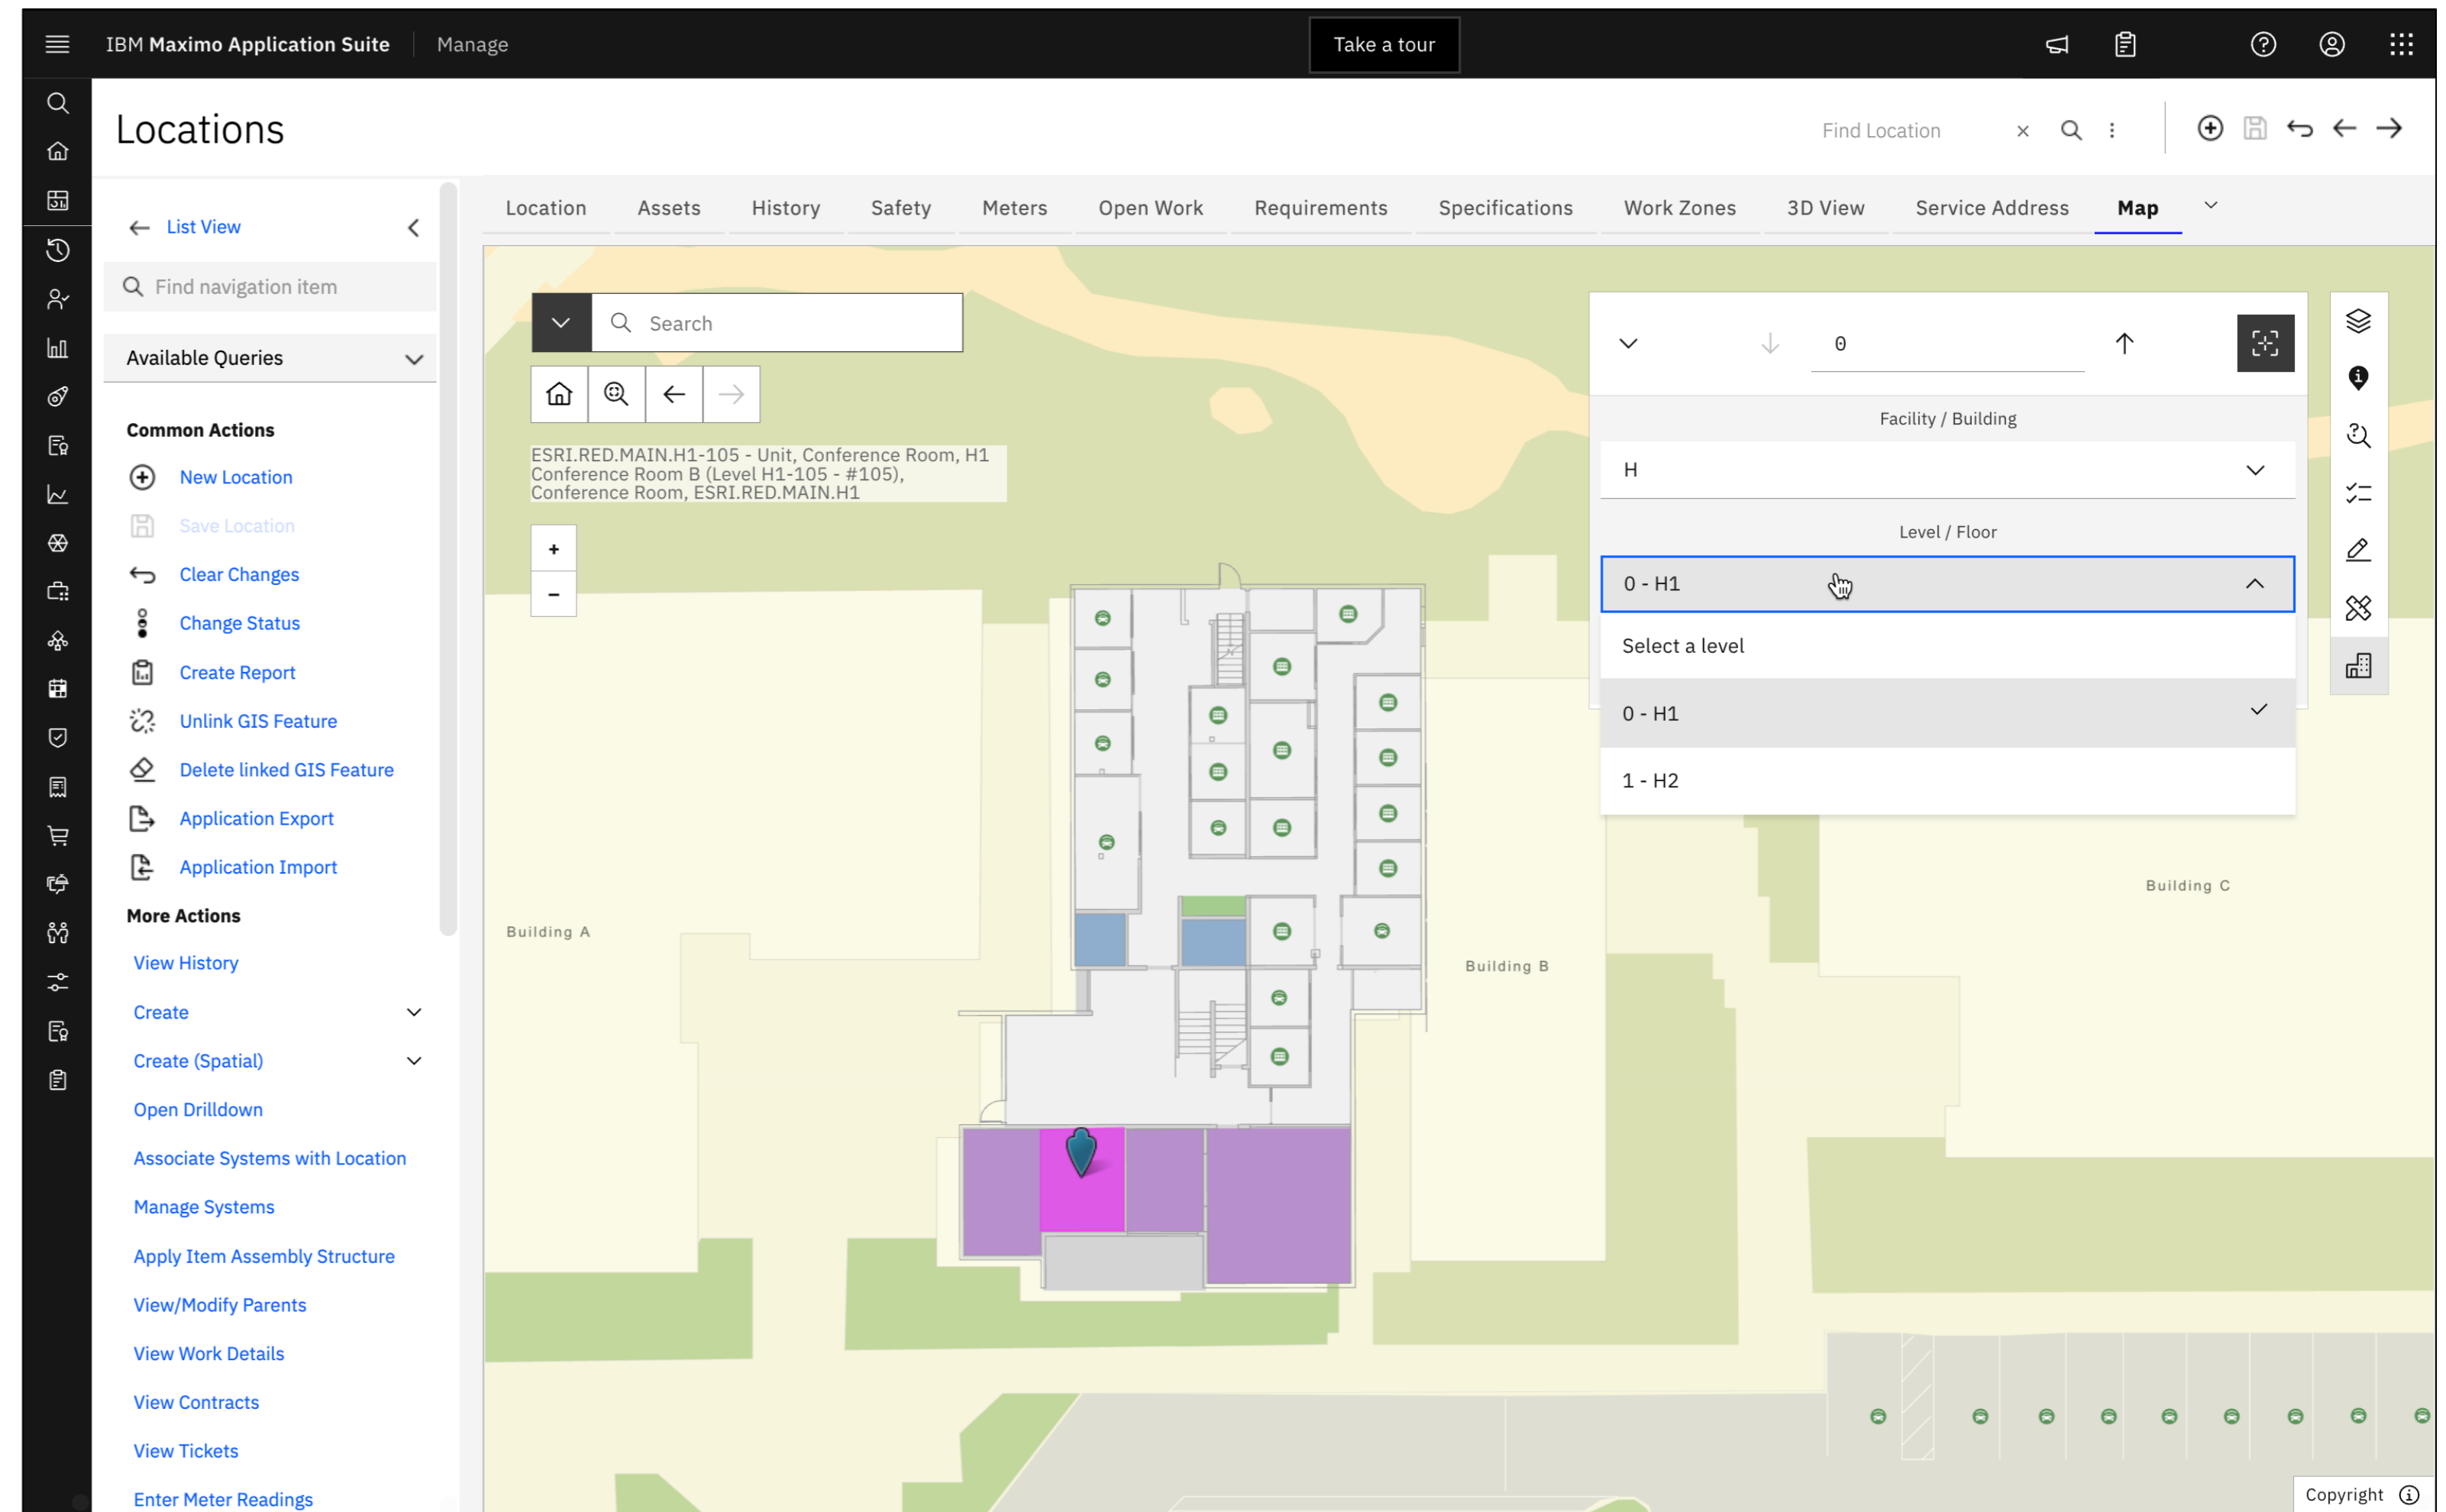 IBM Maximo Application Suite
Manage
Take a tour
Locations
Find Location
List View
Find navigation item
Available Queries
Common Actions
New Location
Save Location
Clear Changes
Change Status
Create Report
Unlink GIS Feature
Delete linked GIS Feature
Application Export
Application Import
More Actions
View History
Create
Create (Spatial)
Open Drilldown
Associate Systems with Location
Manage Systems
Apply Item Assembly Structure
View/Modify Parents
View Work Details
View Contracts
View Tickets
Enter Meter Readings
Location
Assets
History
Safety
Meters
Open Work
Requirements
Specifications
Work Zones
3D View
Service Address
Map
Search
ESRI.RED.MAIN.H1-105 - Unit, Conference Room, H1
Conference Room B (Level H1-105 - #105),
Conference Room, ESRI.RED.MAIN.H1
+
-
0
Facility / Building
H
Level / Floor
0 - H1
Select a level
0 - H1
1 - H2
Building A
Building B
Building C
Copyright